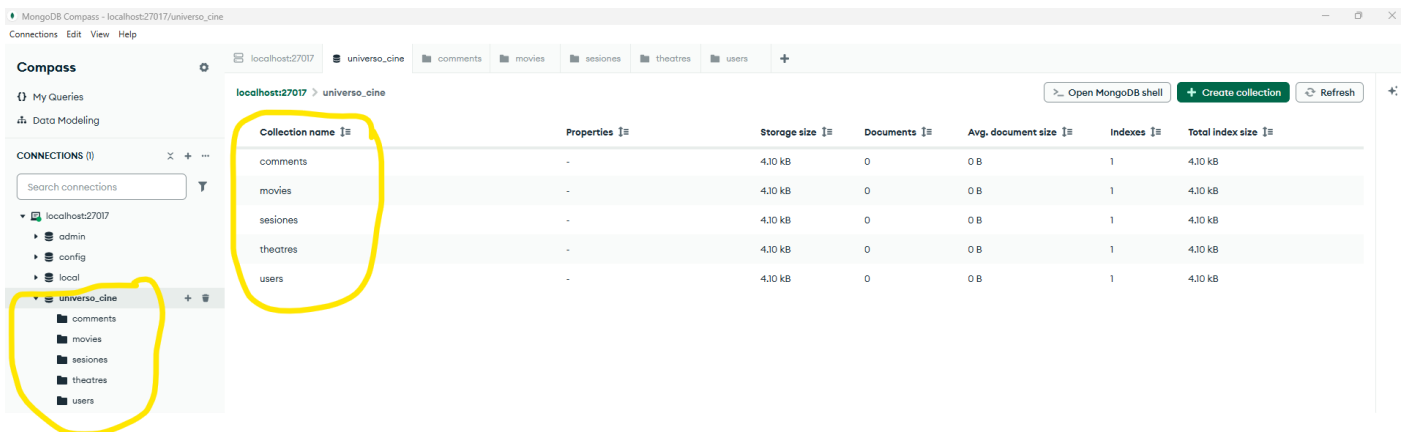 MongoDB Compass - localhost:27017/universo_cine
Connections Edit View Help
Compass
My Queries
Data Modeling
CONNECTIONS (1)
Search connections
localhost:27017
admin
config
local
universo_cine
comments
movies
sesiones
theatres
users
localhost:27017 universo_cine comments movies sesiones theatres users
localhost:27017 > universo_cine
Open MongoDB shell Create collection Refresh
Collection name Properties Storage size Documents Avg. document size Indexes Total index size
comments - 4.10 kB 0 0 B 1 4.10 kB
movies - 4.10 kB 0 0 B 1 4.10 kB
sesiones - 4.10 kB 0 0 B 1 4.10 kB
theatres - 4.10 kB 0 0 B 1 4.10 kB
users - 4.10 kB 0 0 B 1 4.10 kB